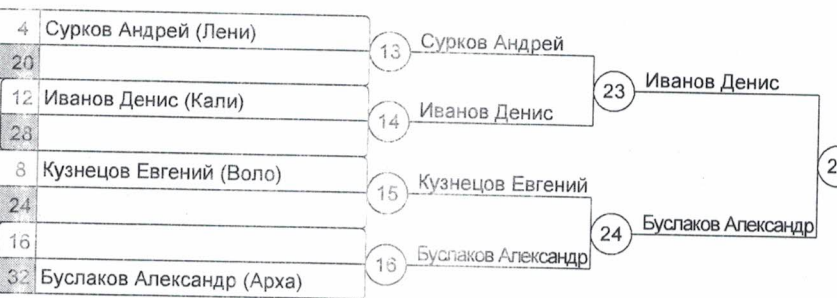 4 Сурков Андрей (Лени)
20
12 Иванов Денис (Кали)
28
8 Кузнецов Евгений (Воло)
24
16
32 Буслаков Александр (Арха)
13 Сурков Андрей
14 Иванов Денис
15 Кузнецов Евгений
16 Буслаков Александр
23 Иванов Денис
24 Буслаков Александр
2